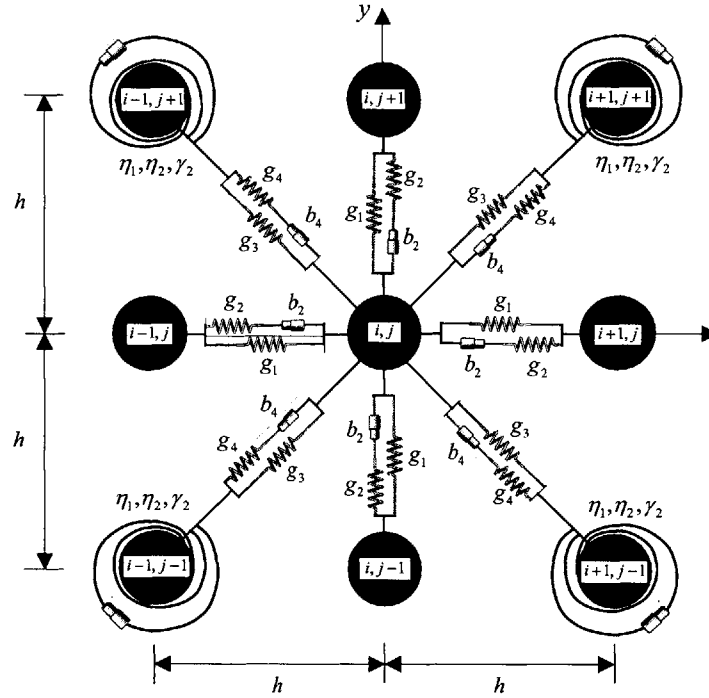 y
i−1, j+1
i, j+1
i+1, j+1
η₁,η₂,γ₂
η₁,η₂,γ₂
g₄
g₂
g₃
h
g₁
g₄
b₄
b₂
g₃
b₄
g₂
b₂
g₁
i−1, j
i, j
i+1, j
g₁
b₂
g₂
b₄
b₂
g₃
g₄
g₁
b₄
h
g₃
g₂
g₄
η₁,η₂,γ₂
η₁,η₂,γ₂
i−1, j−1
i, j−1
i+1, j−1
h
h